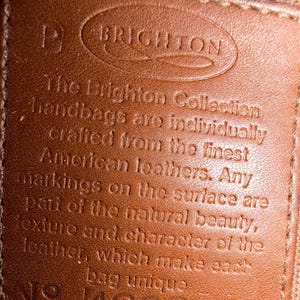 BRIGHTON
The Brighton Collection
handbags are individually
crafted from the finest
American leathers. Any
markings on the surface are
part of the natural beauty,
texture and character of the
leather, which make each
bag unique
No